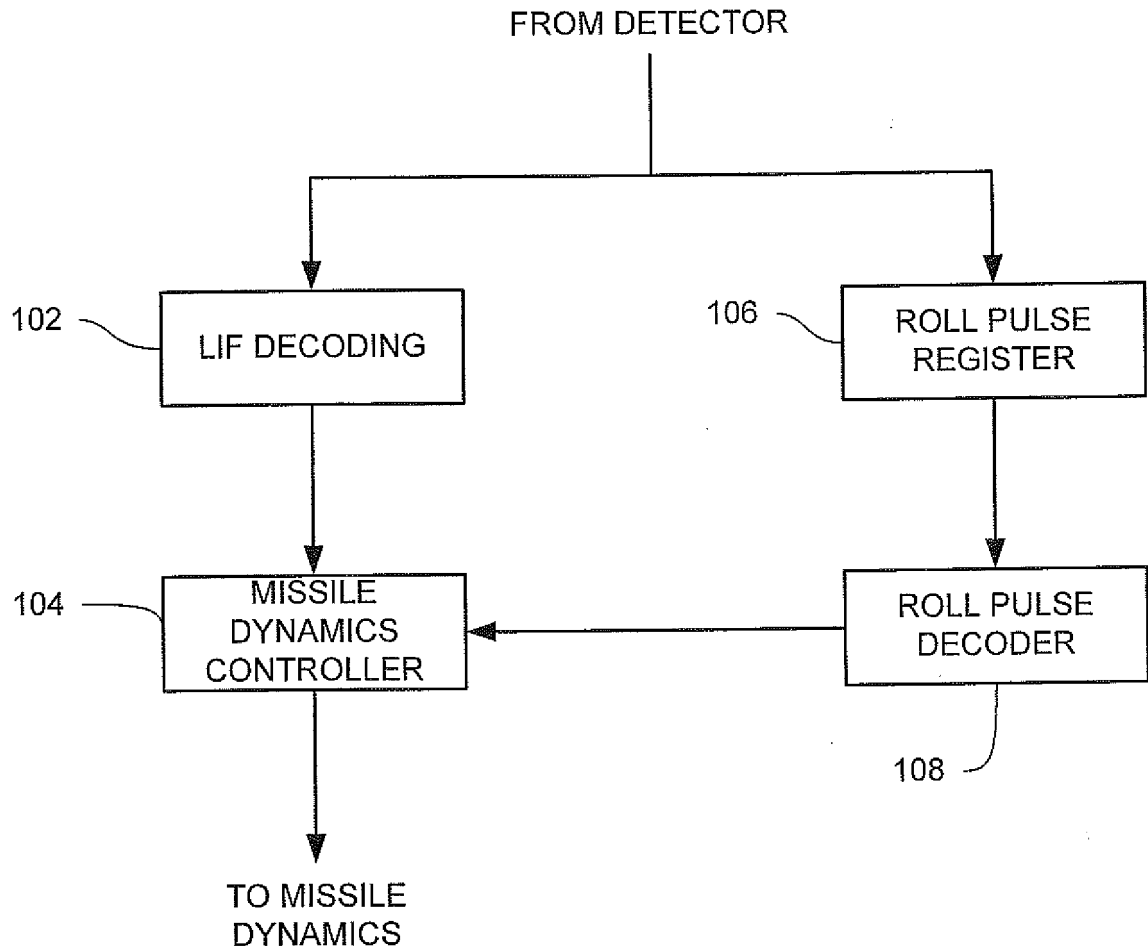 FROM DETECTOR
102
LIF DECODING
106
ROLL PULSE
REGISTER
104
MISSILE
DYNAMICS
CONTROLLER
ROLL PULSE
DECODER
108
TO MISSILE
DYNAMICS